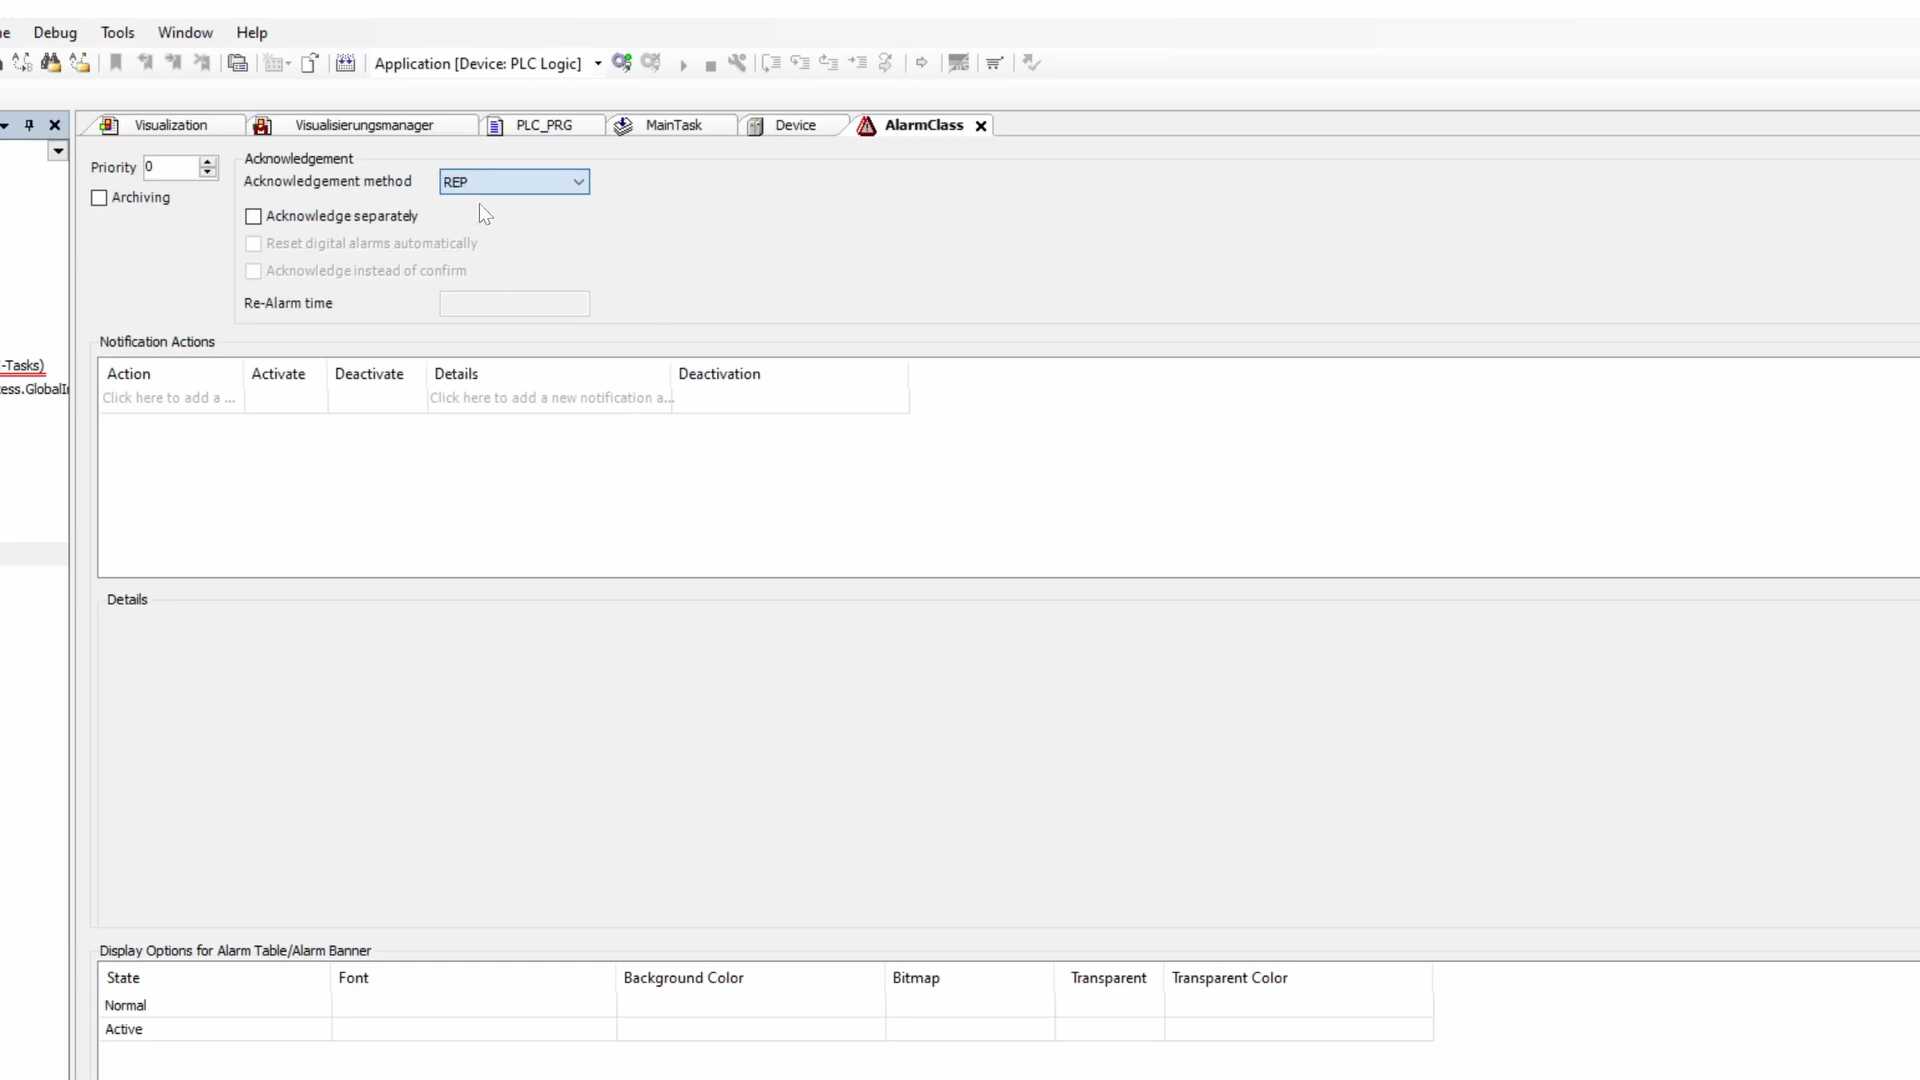 ne Debug Tools Window Help
Application [Device: PLC Logic]
Visualization Visualisierungsmanager PLC_PRG MainTask Device AlarmClass
Priority 0
Archiving
Acknowledgement
Acknowledgement method REP
Acknowledge separately
Reset digital alarms automatically
Acknowledge instead of confirm
Re-Alarm time
-Tasks)
cess.GlobalIn
Notification Actions
Action Activate Deactivate Details Deactivation
Click here to add a ... Click here to add a new notification a...
Details
Display Options for Alarm Table/Alarm Banner
State Font Background Color Bitmap Transparent Transparent Color
Normal
Active